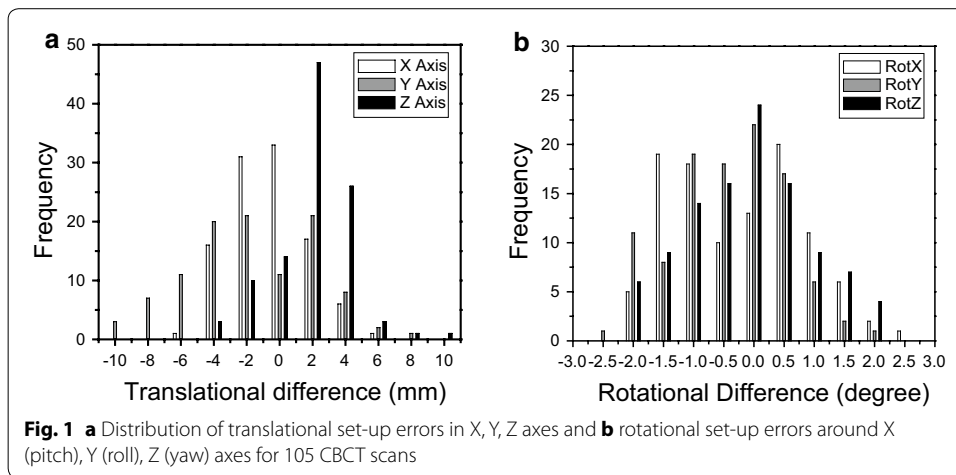 a
50
40
30
20
10
0
Frequency
X Axis
Y Axis
Z Axis
-10 -8 -6 -4 -2 0 2 4 6 8 10
Translational difference (mm)
b
30
25
20
15
10
5
0
Frequency
RotX
RotY
RotZ
-3.0 -2.5 -2.0 -1.5 -1.0 -0.5 0.0 0.5 1.0 1.5 2.0 2.5 3.0
Rotational Difference (degree)
Fig. 1 a Distribution of translational set-up errors in X, Y, Z axes and b rotational set-up errors around X
(pitch), Y (roll), Z (yaw) axes for 105 CBCT scans